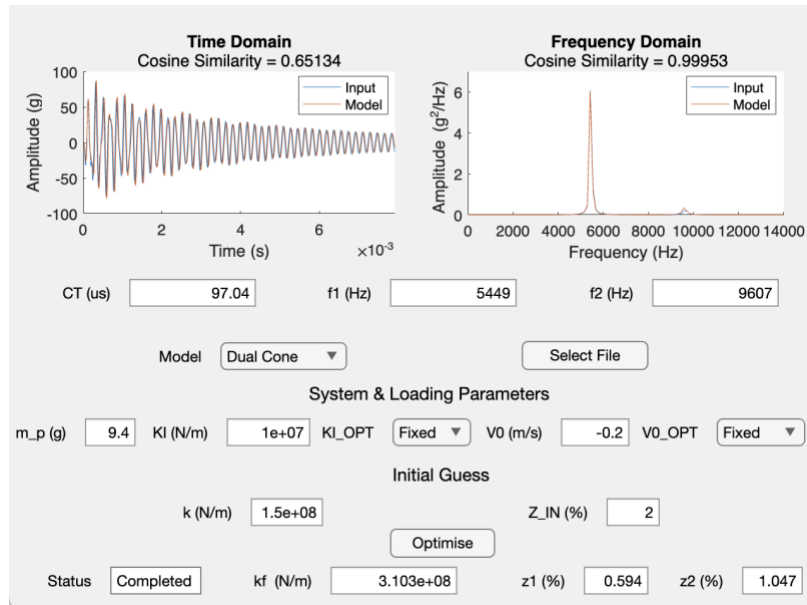 Time Domain
Cosine Similarity = 0.65134
Amplitude (g)
100
50
0
-50
-100
Input
Model
0 2 4 6
×10-3
Time (s)
Frequency Domain
Cosine Similarity = 0.99953
Amplitude (g²/Hz)
6
4
2
0
Input
Model
0 2000 4000 6000 8000 10000 12000 14000
Frequency (Hz)
CT (us) 97.04 f1 (Hz) 5449 f2 (Hz) 9607
Model Dual Cone Select File
System & Loading Parameters
m_p (g) 9.4 KI (N/m) 1e+07 KI_OPT Fixed V0 (m/s) -0.2 V0_OPT Fixed
Initial Guess
k (N/m) 1.5e+08 Z_IN (%) 2
Optimise
Status Completed kf (N/m) 3.103e+08 z1 (%) 0.594 z2 (%) 1.047